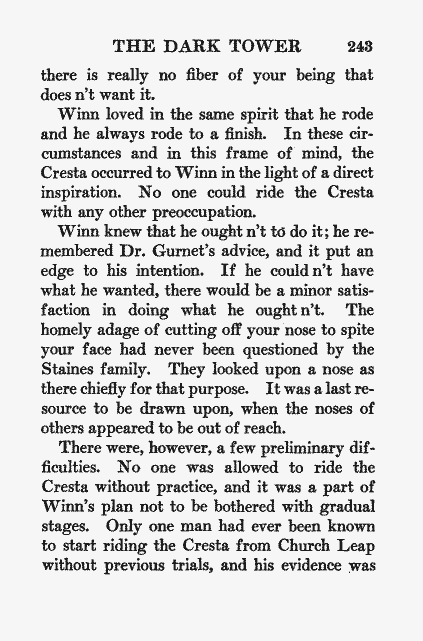 THE DARK TOWER 243
there is really no fiber of your being that
does n't want it.
Winn loved in the same spirit that he rode
and he always rode to a finish. In these cir-
cumstances and in this frame of mind, the
Cresta occurred to Winn in the light of a direct
inspiration. No one could ride the Cresta
with any other preoccupation.
Winn knew that he ought n't to do it; he re-
membered Dr. Gurnet's advice, and it put an
edge to his intention. If he could n't have
what he wanted, there would be a minor satis-
faction in doing what he ought n't. The
homely adage of cutting off your nose to spite
your face had never been questioned by the
Staines family. They looked upon a nose as
there chiefly for that purpose. It was a last re-
source to be drawn upon, when the noses of
others appeared to be out of reach.
There were, however, a few preliminary dif-
ficulties. No one was allowed to ride the
Cresta without practice, and it was a part of
Winn's plan not to be bothered with gradual
stages. Only one man had ever been known
to start riding the Cresta from Church Leap
without previous trials, and his evidence was